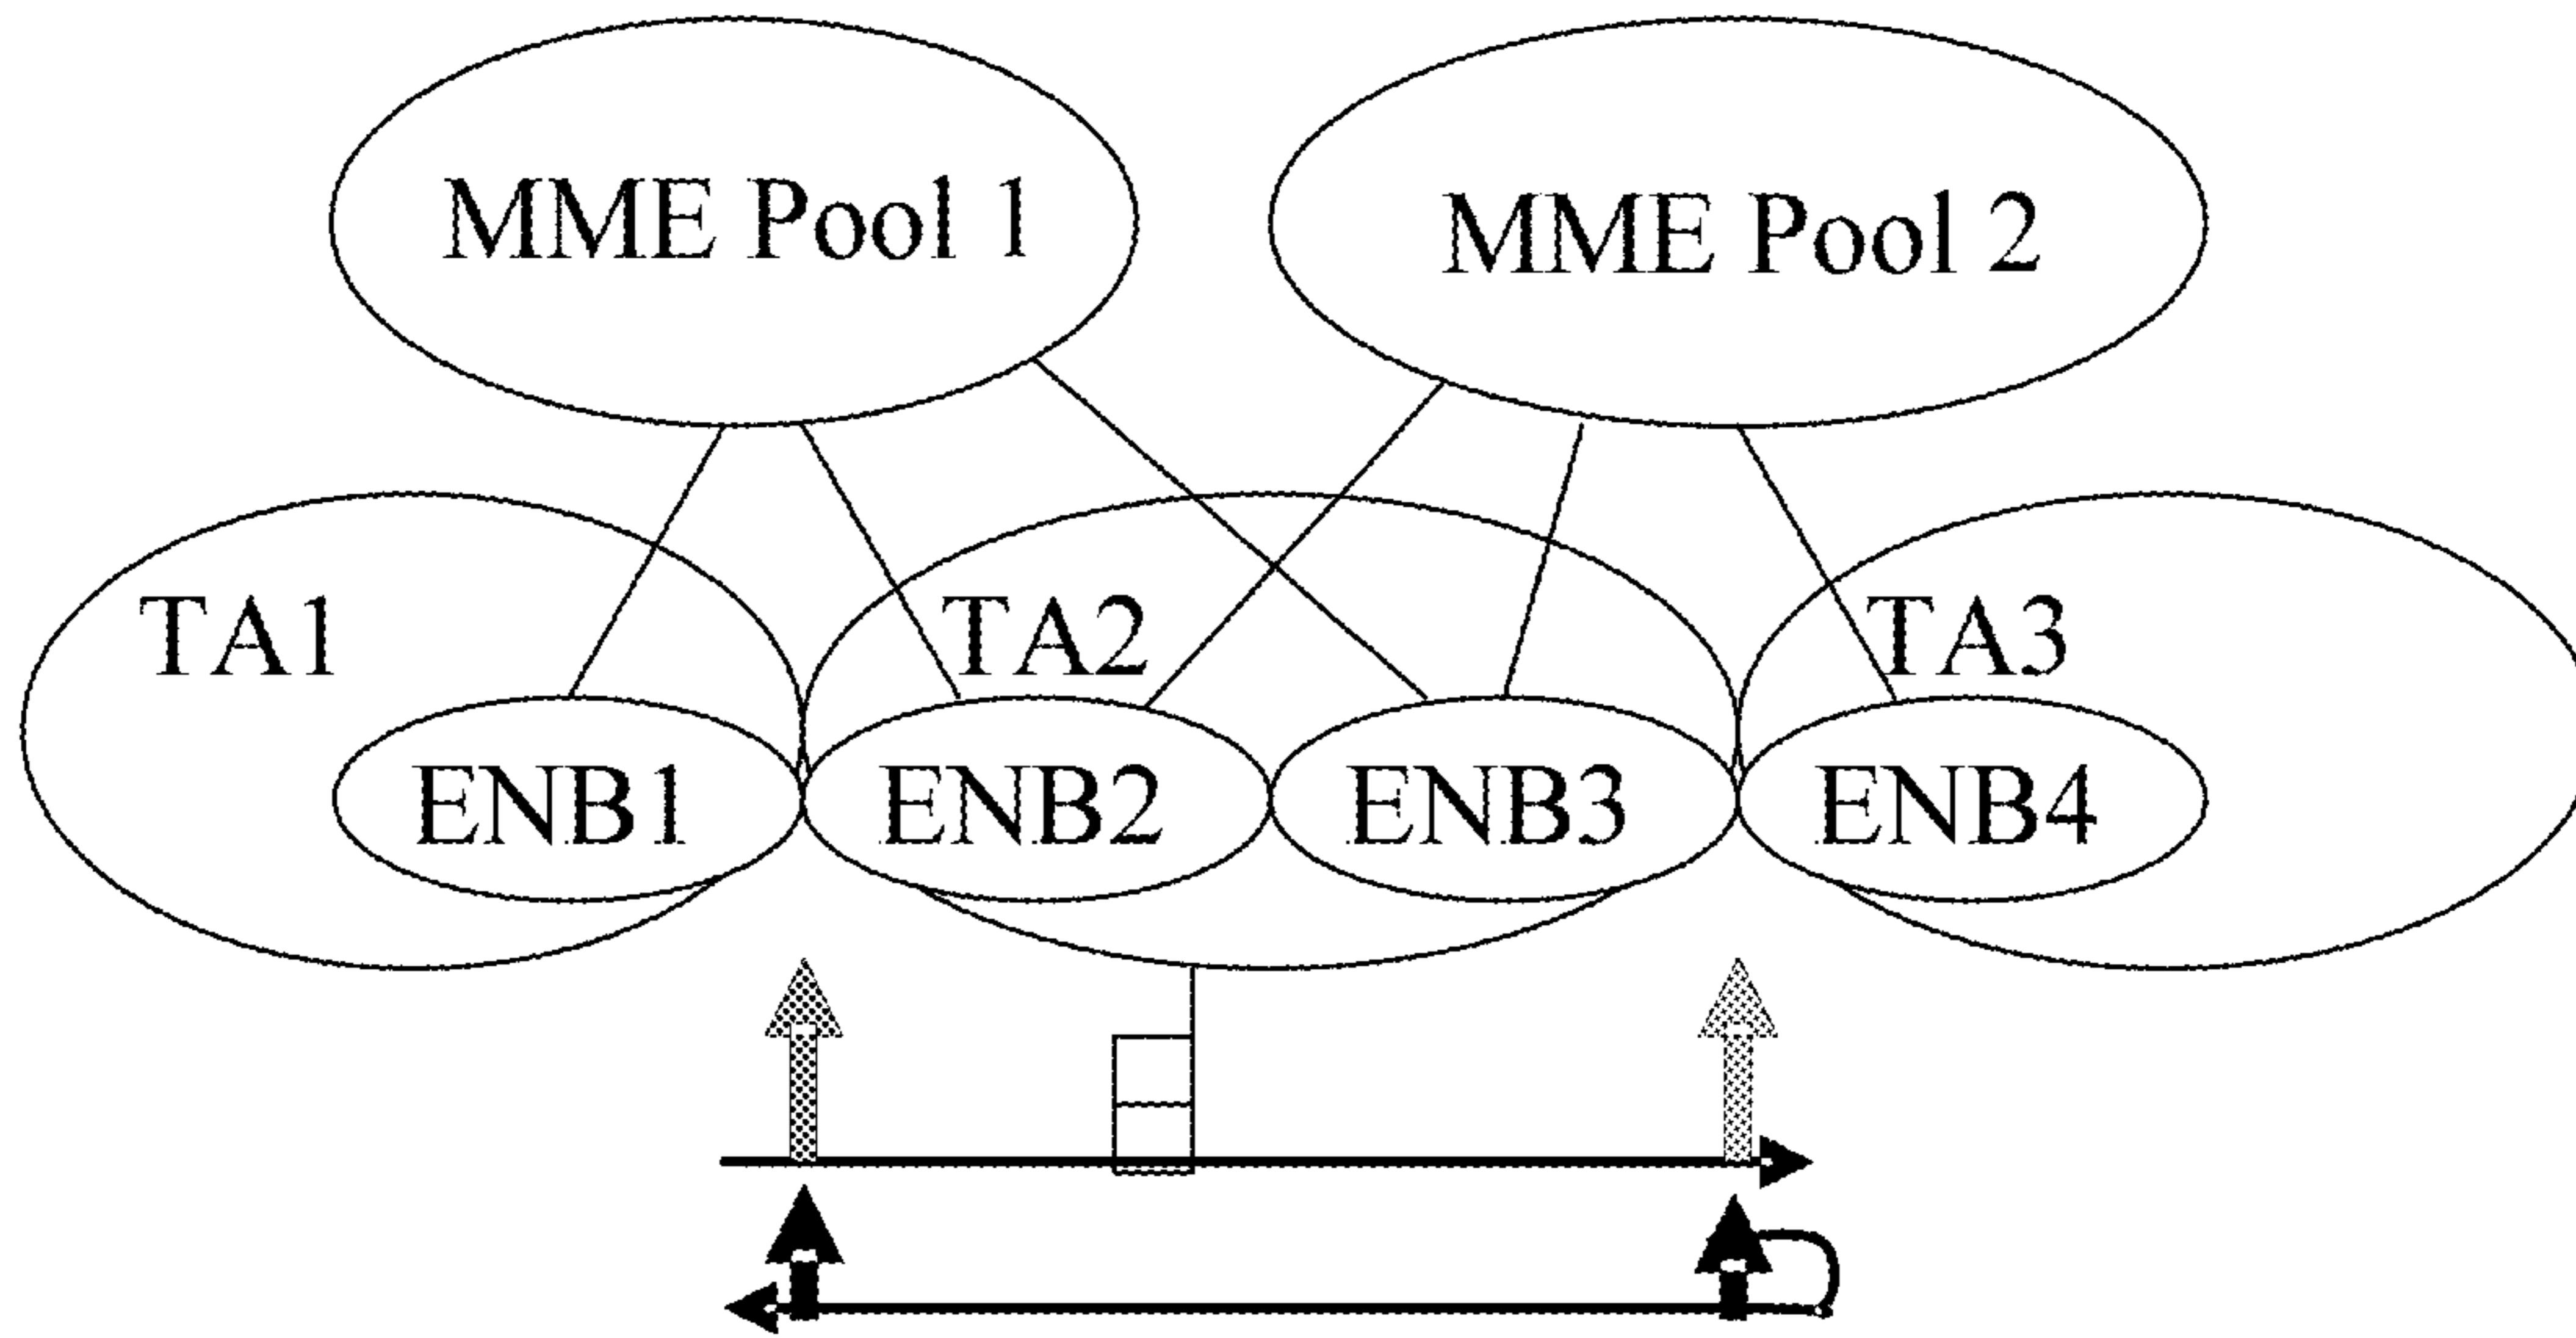 MME Pool 1
MME Pool 2
TA1
TA2
TA3
ENB1
ENB2
ENB3
ENB4